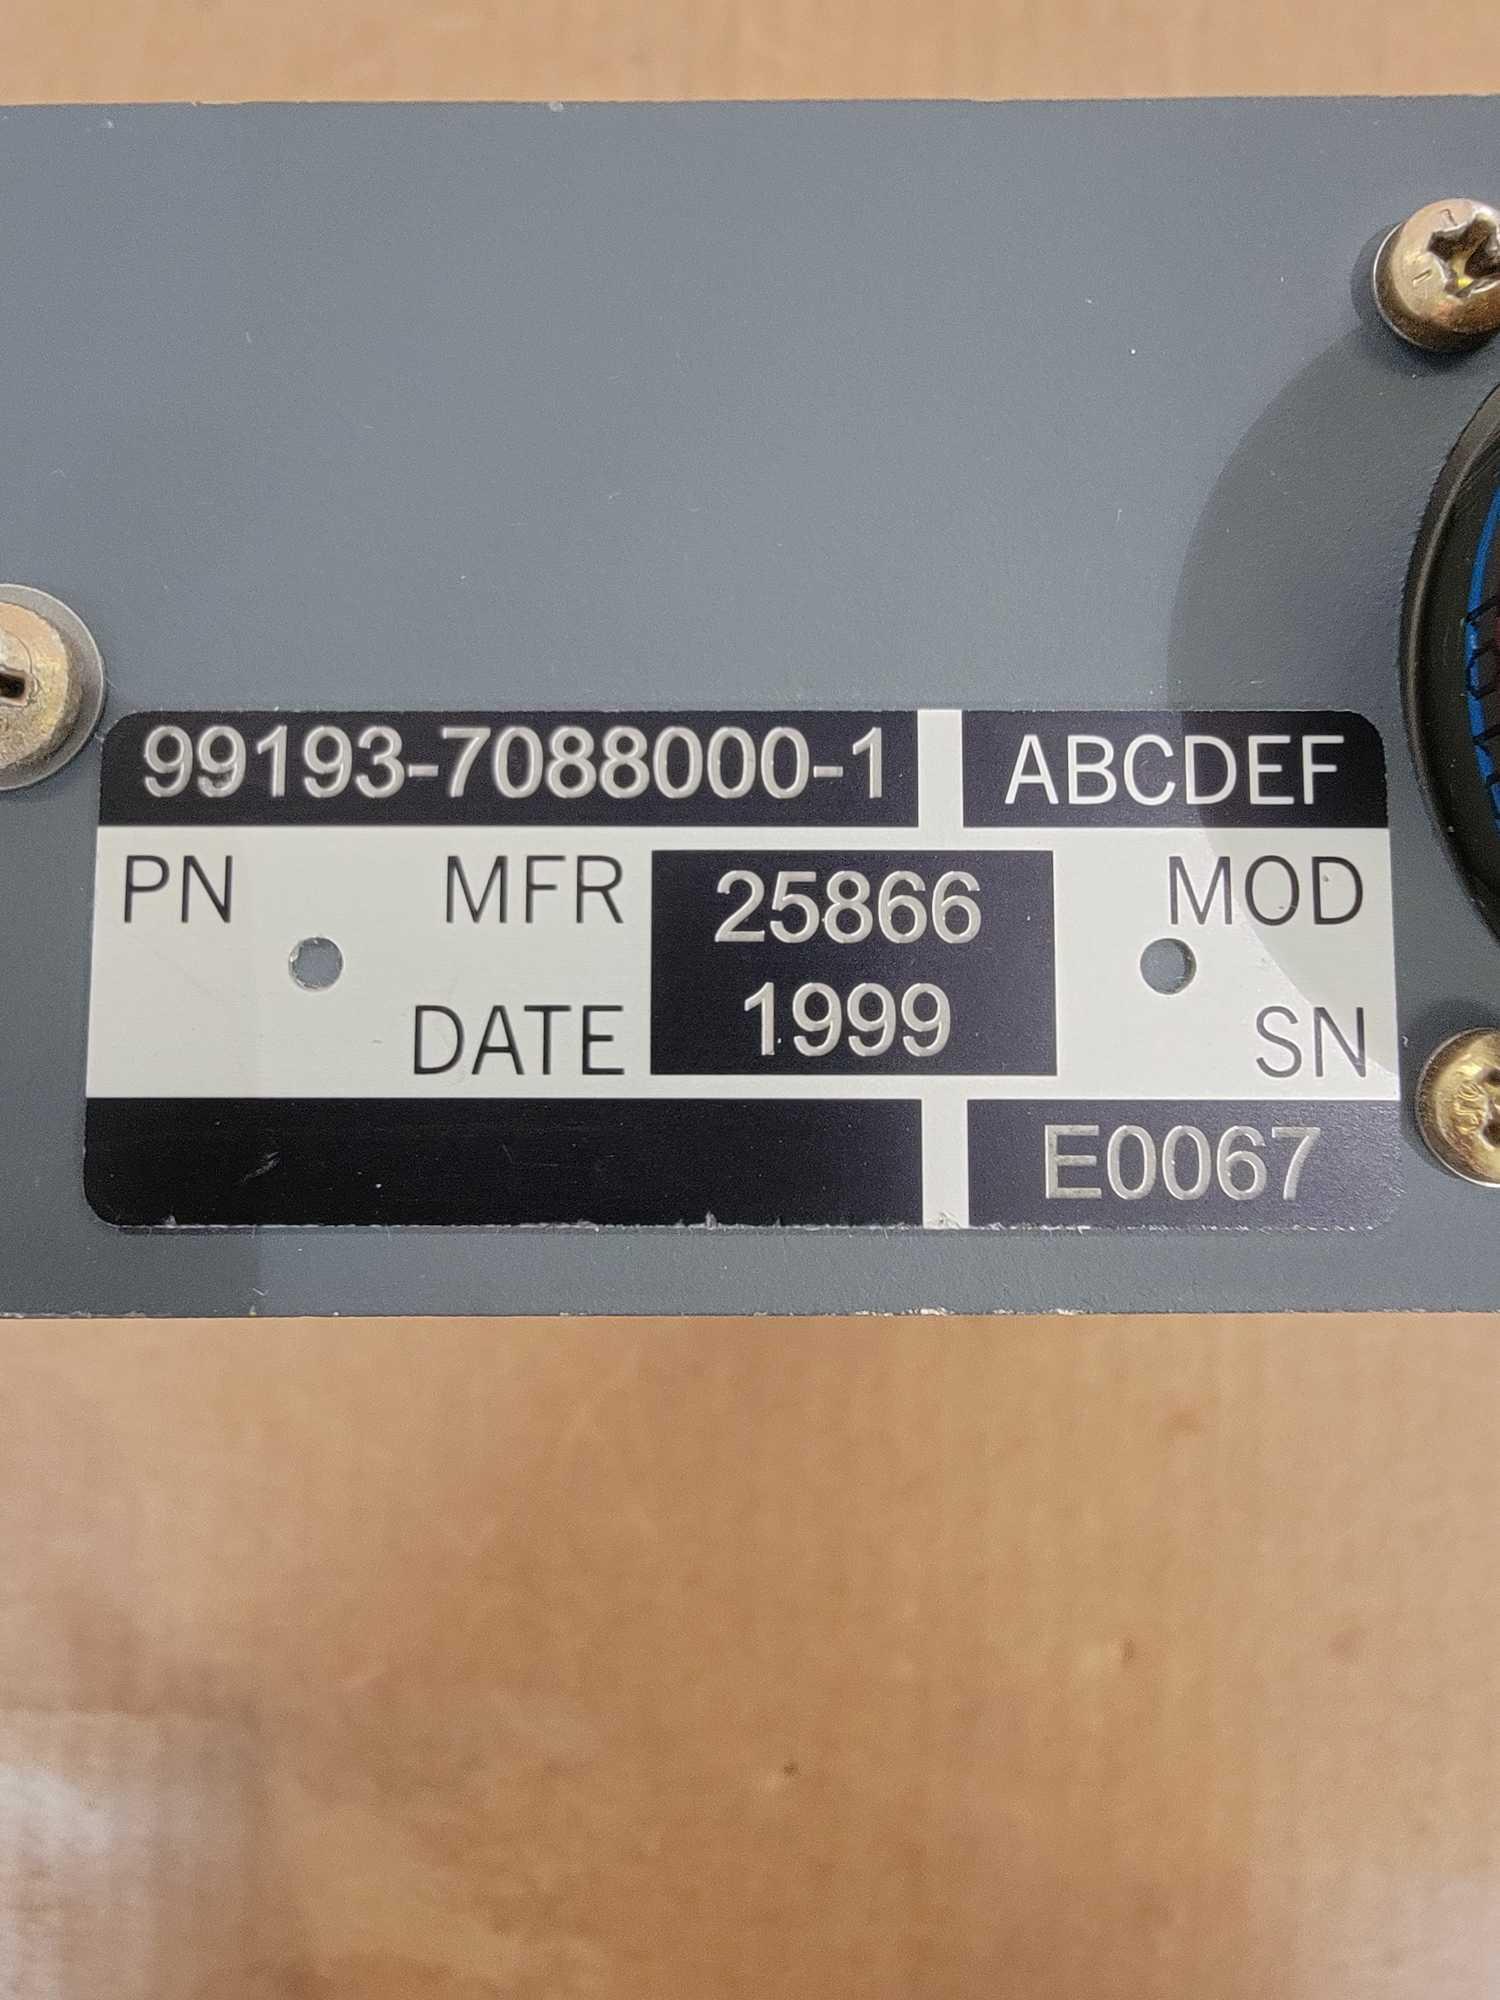 99193-7088000-1 ABCDEF
PN MFR 25866 MOD
DATE 1999 SN
E0067